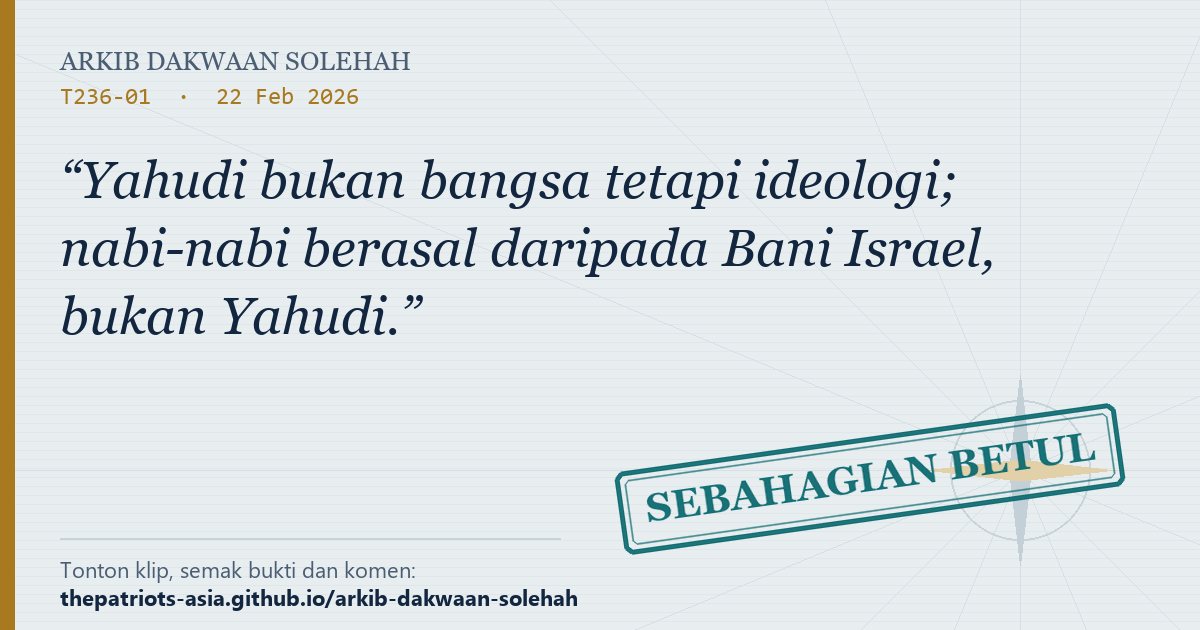 ARKIB DAKWAAN SOLEHAH
T236-01 · 22 Feb 2026
“Yahudi bukan bangsa tetapi ideologi;
nabi-nabi berasal daripada Bani Israel,
bukan Yahudi.”
SEBAHAGIAN BETUL
Tonton klip, semak bukti dan komen:
thepatriots-asia.github.io/arkib-dakwaan-solehah